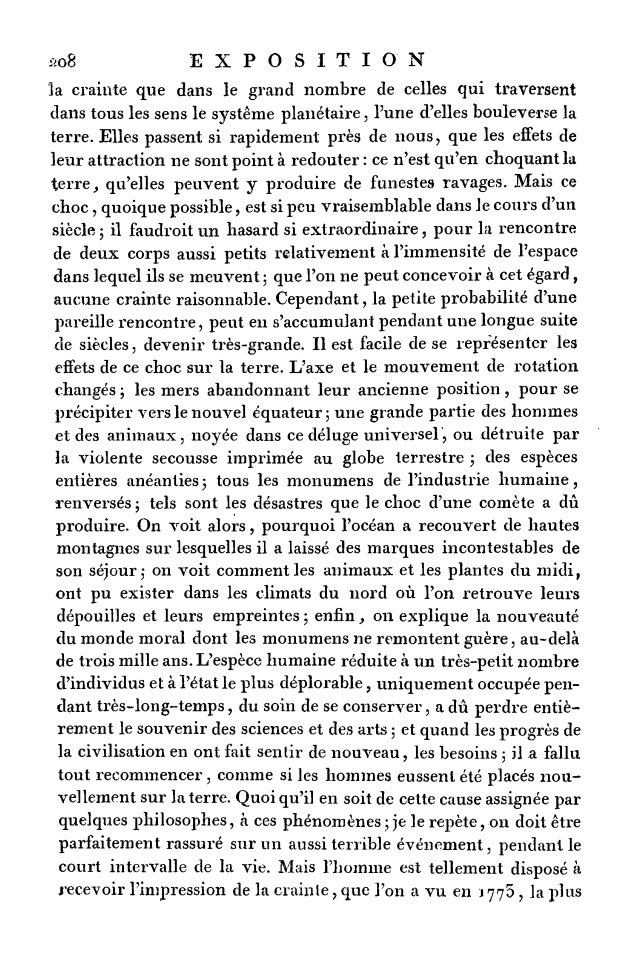 208 EXPOSITION
la crainte que dans le grand nombre de celles qui traversent
dans tous les sens le système planétaire, l'une d'elles bouleverse la
terre. Elles passent si rapidement près de nous, que les effets de
leur attraction ne sont point à redouter : ce n'est qu'en choquant la
terre, qu'elles peuvent y produire de funestes ravages. Mais ce
choc, quoique possible, est si peu vraisemblable dans le cours d'un
siècle ; il faudroit un hasard si extraordinaire, pour la rencontre
de deux corps aussi petits relativement à l'immensité de l'espace
dans lequel ils se meuvent ; que l'on ne peut concevoir à cet égard,
aucune crainte raisonnable. Cependant, la petite probabilité d'une
pareille rencontre, peut en s'accumulant pendant une longue suite
de siècles, devenir très-grande. Il est facile de se représenter les
effets de ce choc sur la terre. L'axe et le mouvement de rotation
changés ; les mers abandonnant leur ancienne position, pour se
précipiter vers le nouvel équateur ; une grande partie des hommes
et des animaux, noyée dans ce déluge universel, ou détruite par
la violente secousse imprimée au globe terrestre ; des espèces
entières anéanties ; tous les monumens de l'industrie humaine,
renversés ; tels sont les désastres que le choc d'une comète a dû
produire. On voit alors, pourquoi l'océan a recouvert de hautes
montagnes sur lesquelles il a laissé des marques incontestables de
son séjour ; on voit comment les animaux et les plantes du midi,
ont pu exister dans les climats du nord où l'on retrouve leurs
dépouilles et leurs empreintes ; enfin, on explique la nouveauté
du monde moral dont les monumens ne remontent guère, au-delà
de trois mille ans. L'espèce humaine réduite à un très-petit nombre
d'individus et à l'état le plus déplorable, uniquement occupée pen-
dant très-long-temps, du soin de se conserver, a dû perdre entiè-
rement le souvenir des sciences et des arts ; et quand les progrès de
la civilisation en ont fait sentir de nouveau, les besoins ; il a fallu
tout recommencer, comme si les hommes eussent été placés nou-
vellement sur la terre. Quoi qu'il en soit de cette cause assignée par
quelques philosophes, à ces phénomènes ; je le repète, on doit être
parfaitement rassuré sur un aussi terrible événement, pendant le
court intervalle de la vie. Mais l'homme est tellement disposé à
recevoir l'impression de la crainte, que l'on a vu en 1773, la plus